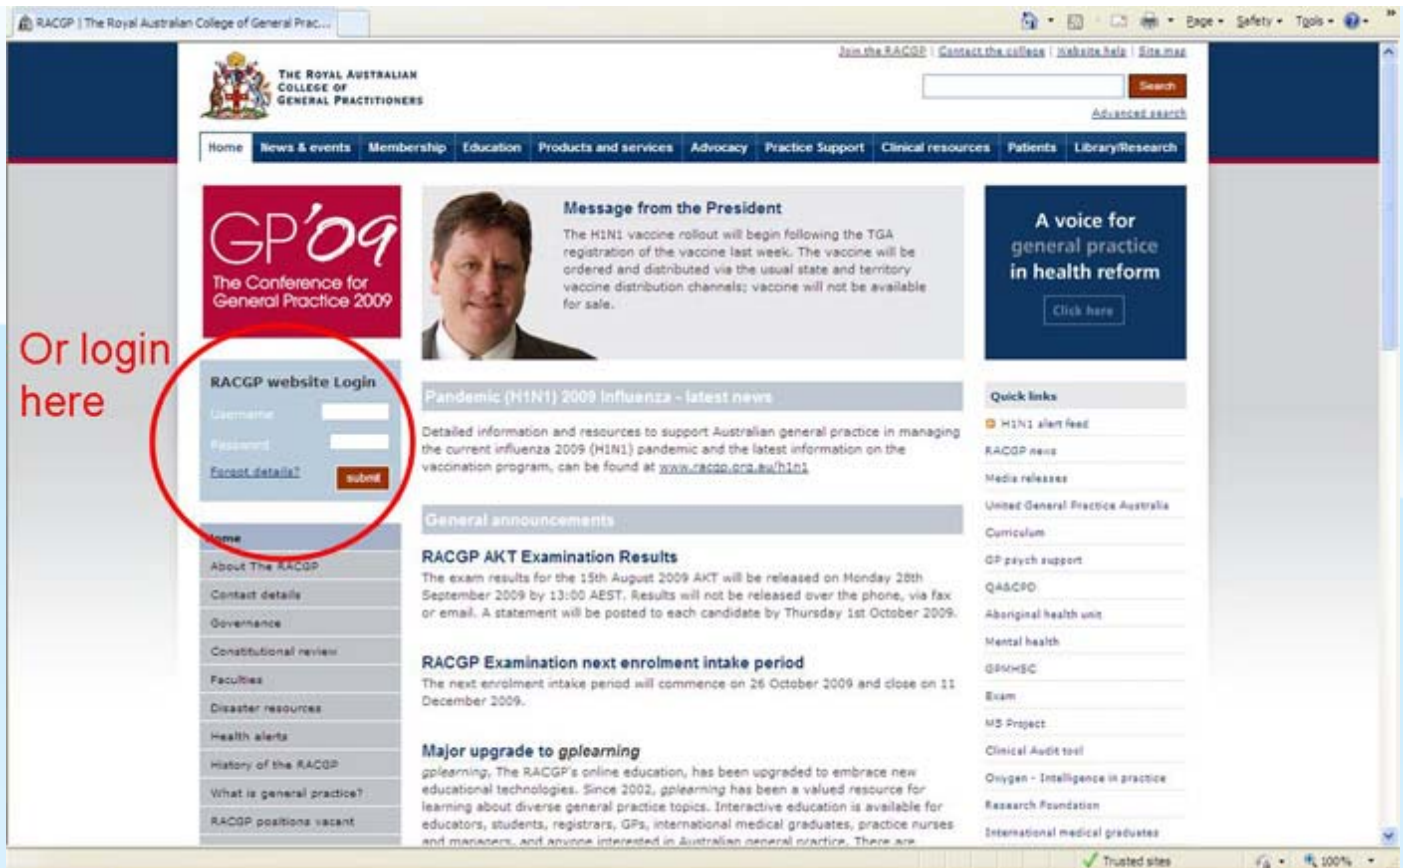 RACGP | The Royal Australian College of General Prac...
Page
Safety
Tools
Join the RACGP | Contact the college | Website help | Site map
THE ROYAL AUSTRALIAN
COLLEGE OF
GENERAL PRACTITIONERS
Search
Advanced search
Home News & events Membership Education Products and services Advocacy Practice Support Clinical resources Patients Library/Research
GP'09
The Conference for
General Practice 2009
Message from the President
The H1N1 vaccine rollout will begin following the TGA
registration of the vaccine last week. The vaccine will be
ordered and distributed via the usual state and territory
vaccine distribution channels; vaccine will not be available
for sale.
A voice for
general practice
in health reform
Click here
Or login
here
RACGP website Login
Username
Password
Forgot details?
submit
Home
About The RACGP
Contact details
Governance
Constitutional review
Faculties
Disaster resources
Health alerts
History of the RACGP
What is general practice?
RACGP positions vacant
Pandemic (H1N1) 2009 Influenza - latest news
Detailed information and resources to support Australian general practice in managing
the current influenza 2009 (H1N1) pandemic and the latest information on the
vaccination program, can be found at www.racgp.org.au/h1n1
General announcements
RACGP AKT Examination Results
The exam results for the 15th August 2009 AKT will be released on Monday 28th
September 2009 by 13:00 AEST. Results will not be released over the phone, via fax
or email. A statement will be posted to each candidate by Thursday 1st October 2009.
RACGP Examination next enrolment intake period
The next enrolment intake period will commence on 26 October 2009 and close on 11
December 2009.
Major upgrade to gplearning
gplearning, The RACGP's online education, has been upgraded to embrace new
educational technologies. Since 2002, gplearning has been a valued resource for
learning about diverse general practice topics. Interactive education is available for
educators, students, registrars, GPs, international medical graduates, practice nurses
and managers, and anyone interested in Australian general practice. There are
Quick links
H1N1 alert feed
RACGP news
Media releases
United General Practice Australia
Curriculum
GP psych support
QA&CPD
Aboriginal health unit
Mental health
GPMHSC
Exam
MS Project
Clinical Audit tool
Oxygen - Intelligence in practice
Research Foundation
International medical graduates
Trusted sites
100%